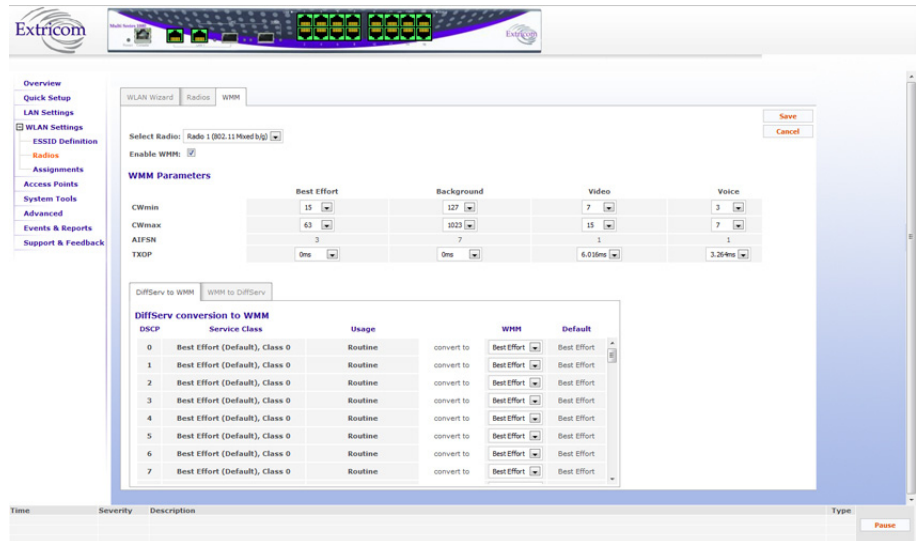 Extricom
Multi Series 1000
Extricom
Overview
Quick Setup
LAN Settings
WLAN Settings
ESSID Definition
Radios
Assignments
Access Points
System Tools
Advanced
Events & Reports
Support & Feedback
WLAN Wizard Radios WMM
Save
Cancel
Select Radio: Radio 1 (802.11 Mixed b/g)
Enable WMM:
WMM Parameters
Best Effort Background Video Voice
CWmin 15 127 7 3
CWmax 63 1023 15 7
AIFSN 3 7 1 1
TXOP 0ms 0ms 6.016ms 3.264ms
DiffServ to WMM WMM to DiffServ
DiffServ conversion to WMM
DSCP Service Class Usage WMM Default
0 Best Effort (Default), Class 0 Routine convert to Best Effort Best Effort
1 Best Effort (Default), Class 0 Routine convert to Best Effort Best Effort
2 Best Effort (Default), Class 0 Routine convert to Best Effort Best Effort
3 Best Effort (Default), Class 0 Routine convert to Best Effort Best Effort
4 Best Effort (Default), Class 0 Routine convert to Best Effort Best Effort
5 Best Effort (Default), Class 0 Routine convert to Best Effort Best Effort
6 Best Effort (Default), Class 0 Routine convert to Best Effort Best Effort
7 Best Effort (Default), Class 0 Routine convert to Best Effort Best Effort
Time Severity Description Type
Pause